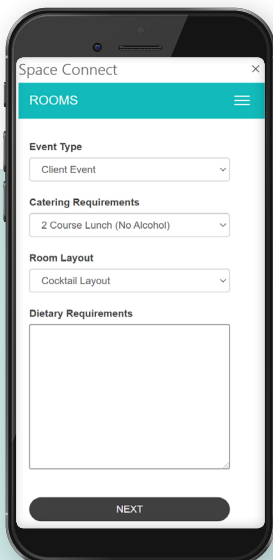 Space Connect
ROOMS
Event Type
Client Event
Catering Requirements
2 Course Lunch (No Alcohol)
Room Layout
Cocktail Layout
Dietary Requirements
NEXT